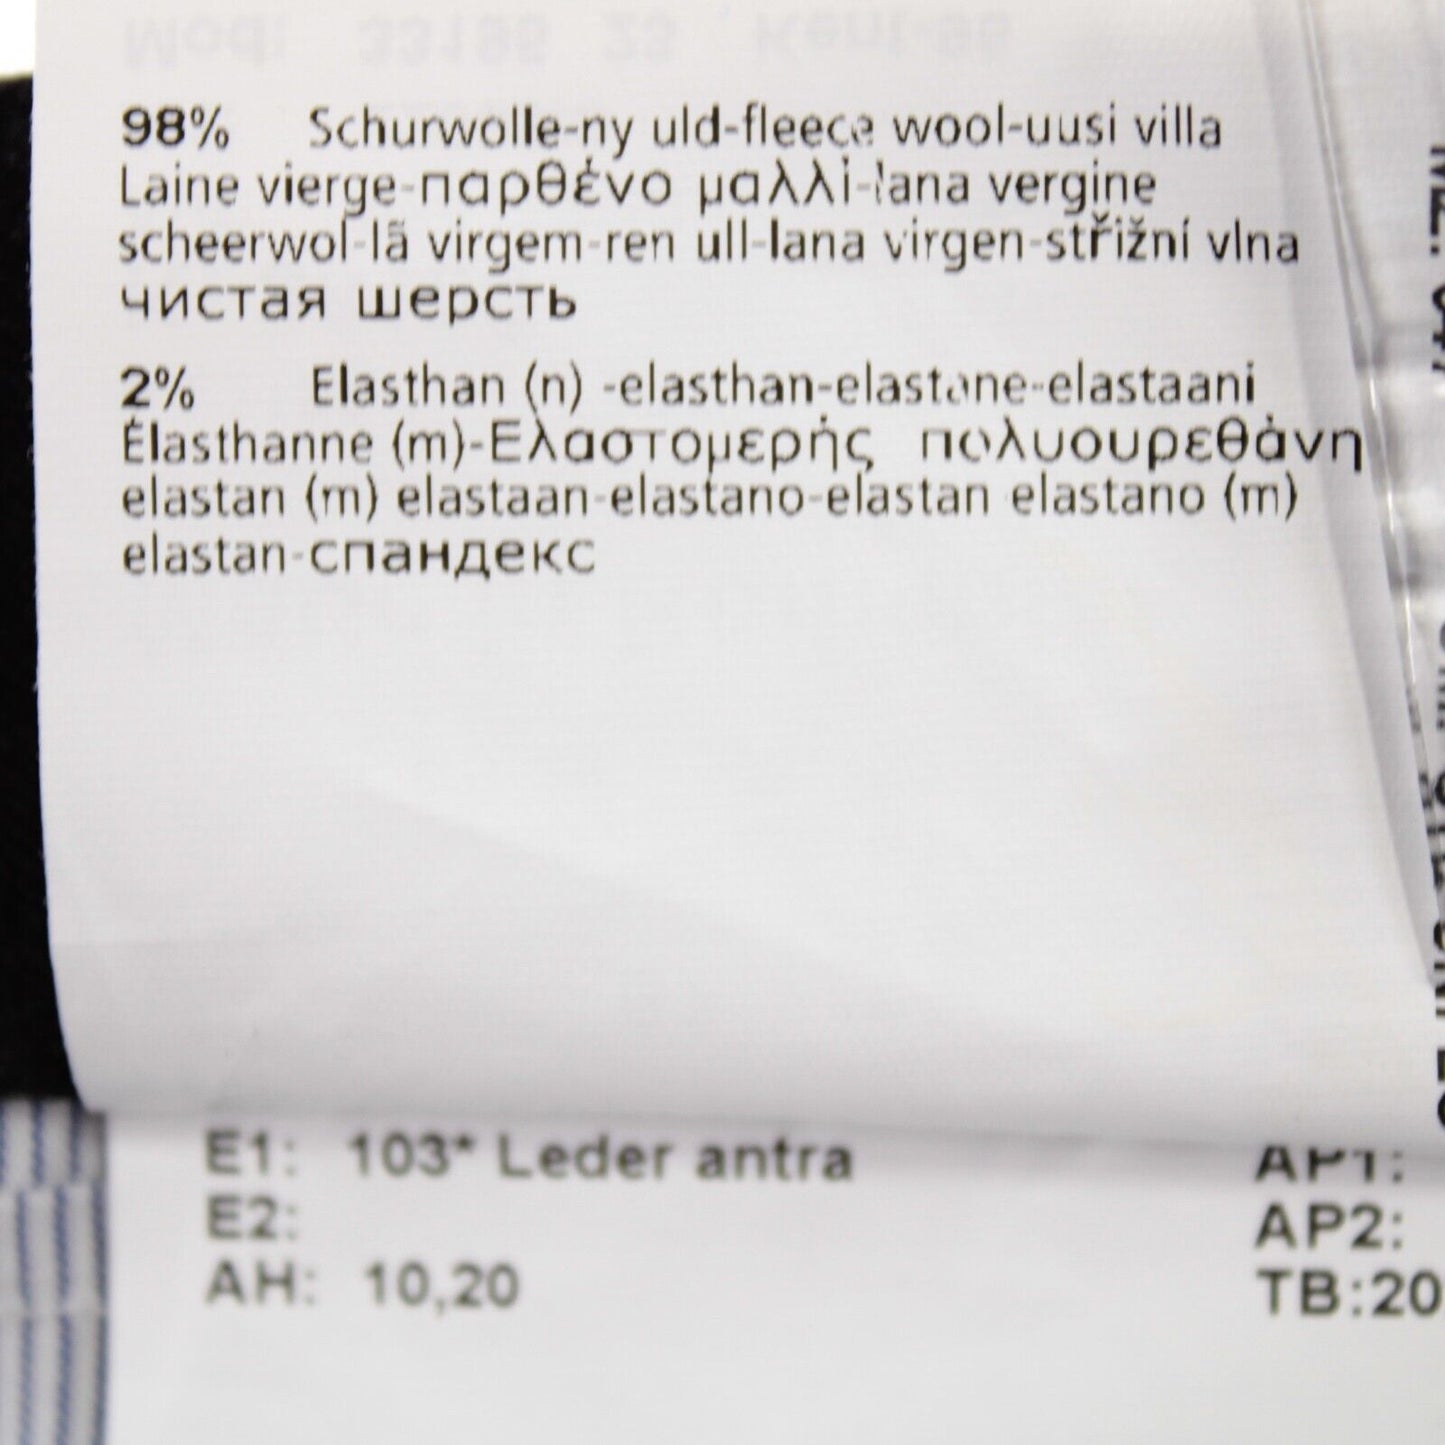 98% Schurwolle-ny uld-fleece wool-uusi villa
Laine vierge-παρθένο μαλλί-lana vergine
scheerwol-lã virgem-ren ull-lana virgen-střižní vlna
чистая шерсть
2% Elasthan (n) -elasthan-elastane-elastaani
Élasthanne (m)-Ελαστομερής πολυουρεθάνη
elastan (m) elastaan-elastano-elastan elastano (m)
elastan-спандекс
E1: 103* Leder antra
E2:
AH: 10,20
AP1:
AP2:
TB:20